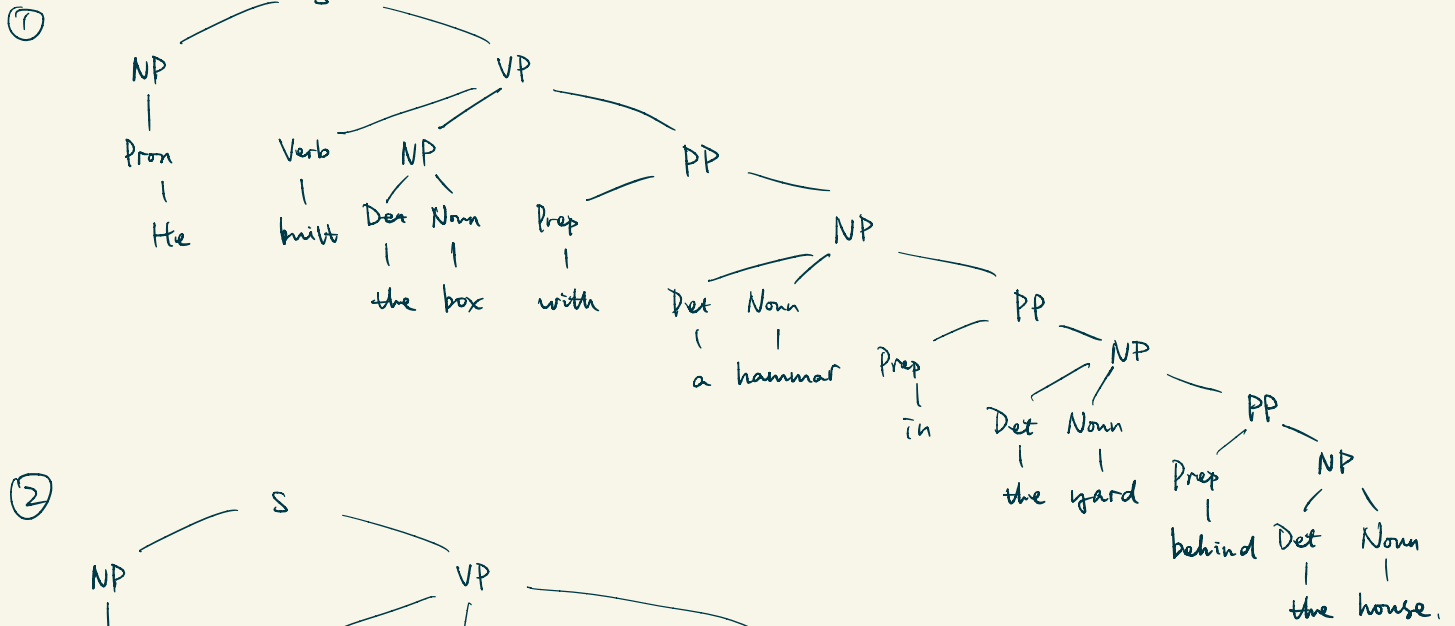 ① S
NP VP
Pron Verb NP PP
He built Det Noun Prep NP
the box with Det Noun PP
a hammar Prep NP
in Det Noun PP
the yard Prep NP
behind Det Noun
the house.
② S
NP VP